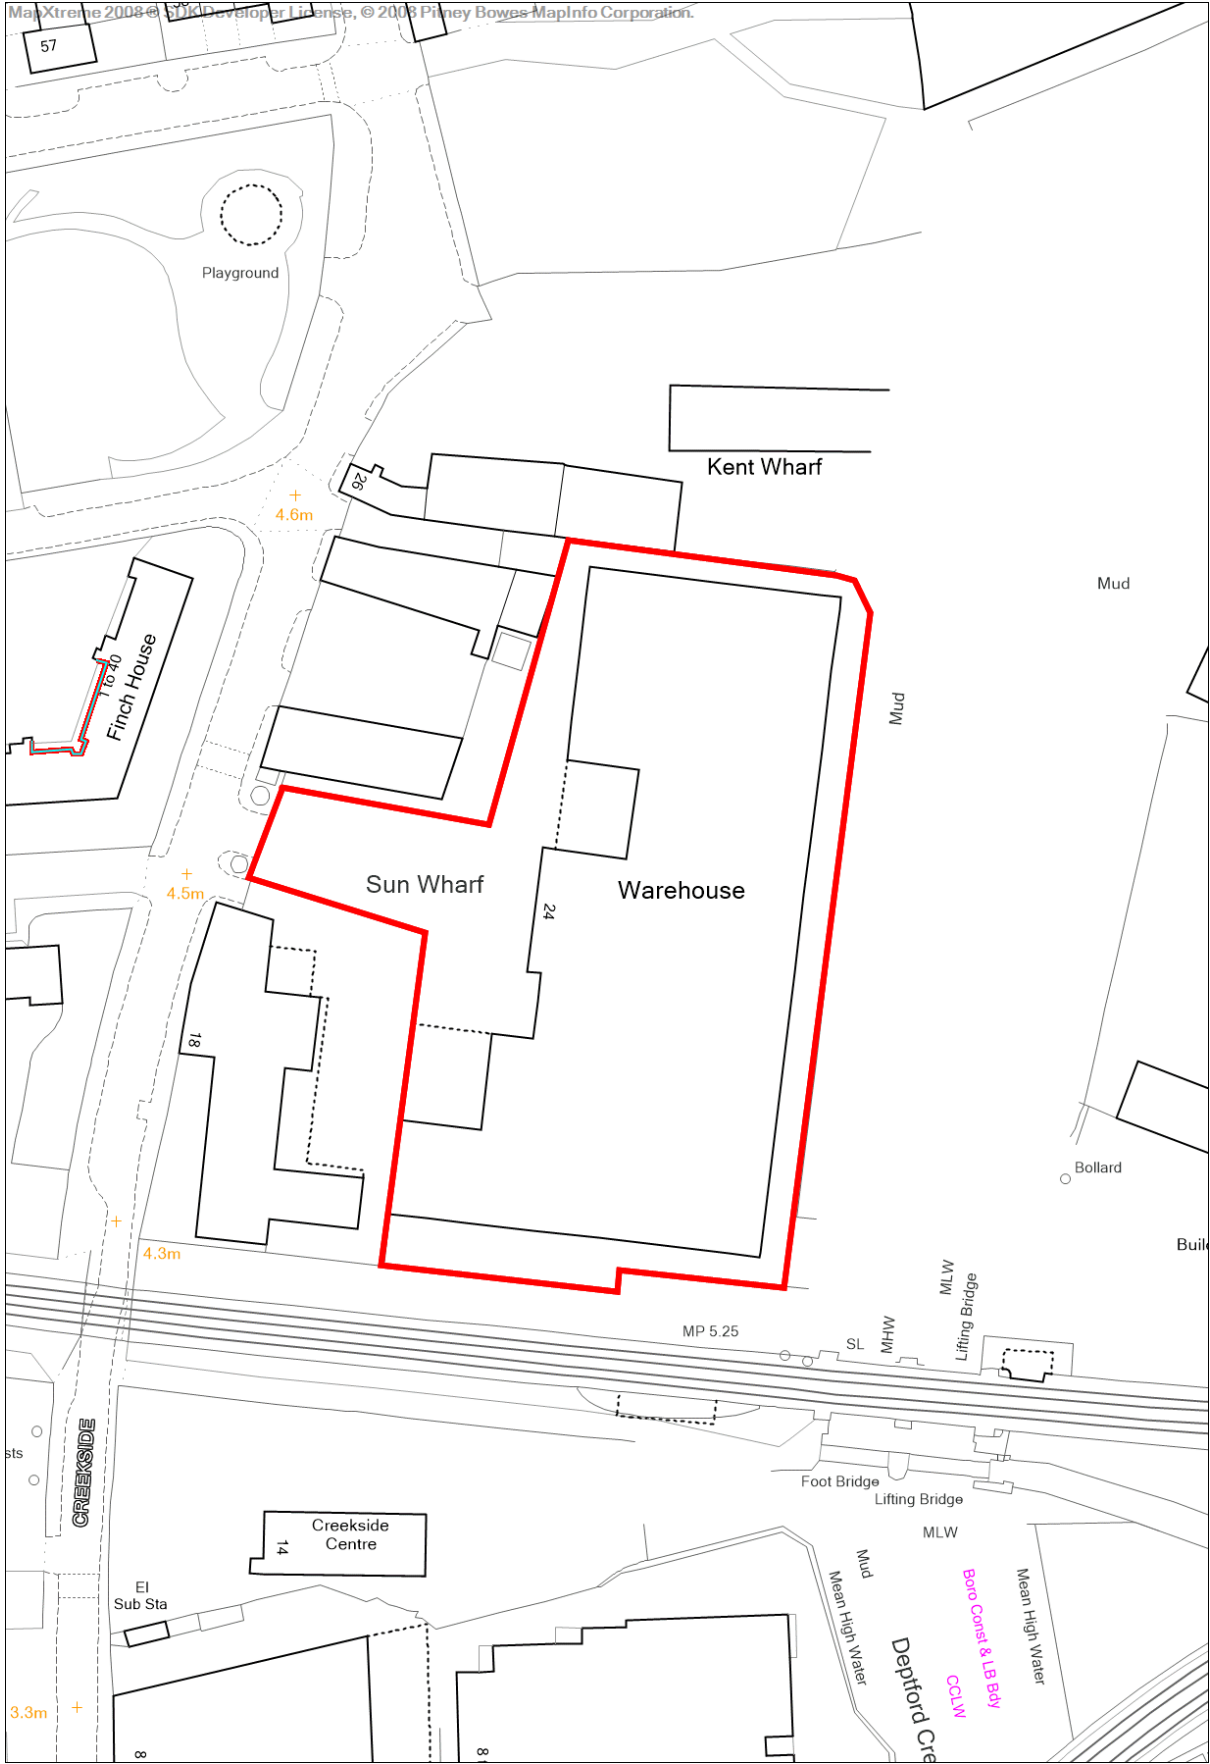 MapXtreme 2008 ® SDK Developer License, © 2008 Pitney Bowes MapInfo Corporation.
57
Playground
Kent Wharf
26
4.6m
Mud
1 to 40
Finch House
Mud
Sun Wharf
Warehouse
4.5m
24
18
Bollard
4.3m
MLW
Lifting Bridge
MHW
SL
MP 5.25
CREEKSIDE
Foot Bridge
Lifting Bridge
MLW
Creekside
Centre
14
El
Sub Sta
Mud
Mean High Water
Boro Const & LB Bdy
CCLW
Mean High Water
Deptford Cre
3.3m
8
8